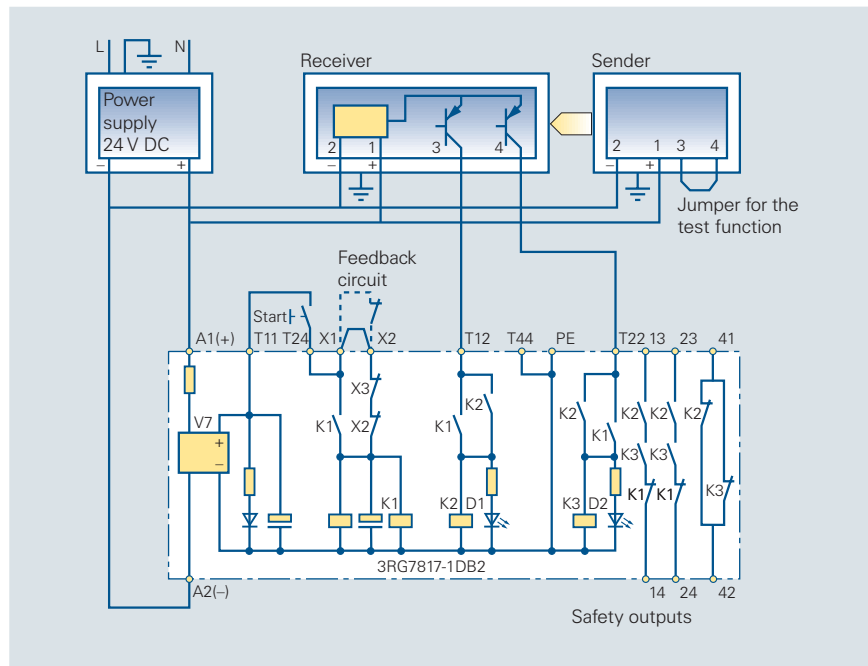 L
N
Receiver
Sender
Power
supply
24 V DC
2
1
3
4
2
1
3
4
–
+
–
+
–
+
Jumper for the
test function
Feedback
circuit
Start
A1(+)
T11
T24
X1
X2
T12
T44
PE
T22
13
23
41
X3
K2
K2
K2
K2
K2
V7
K1
X2
K1
K1
+
–
K3
K3
K3
K1
K2
D1
K3
D2
K1
K1
3RG7817-1DB2
A2(–)
14
24
42
Safety outputs